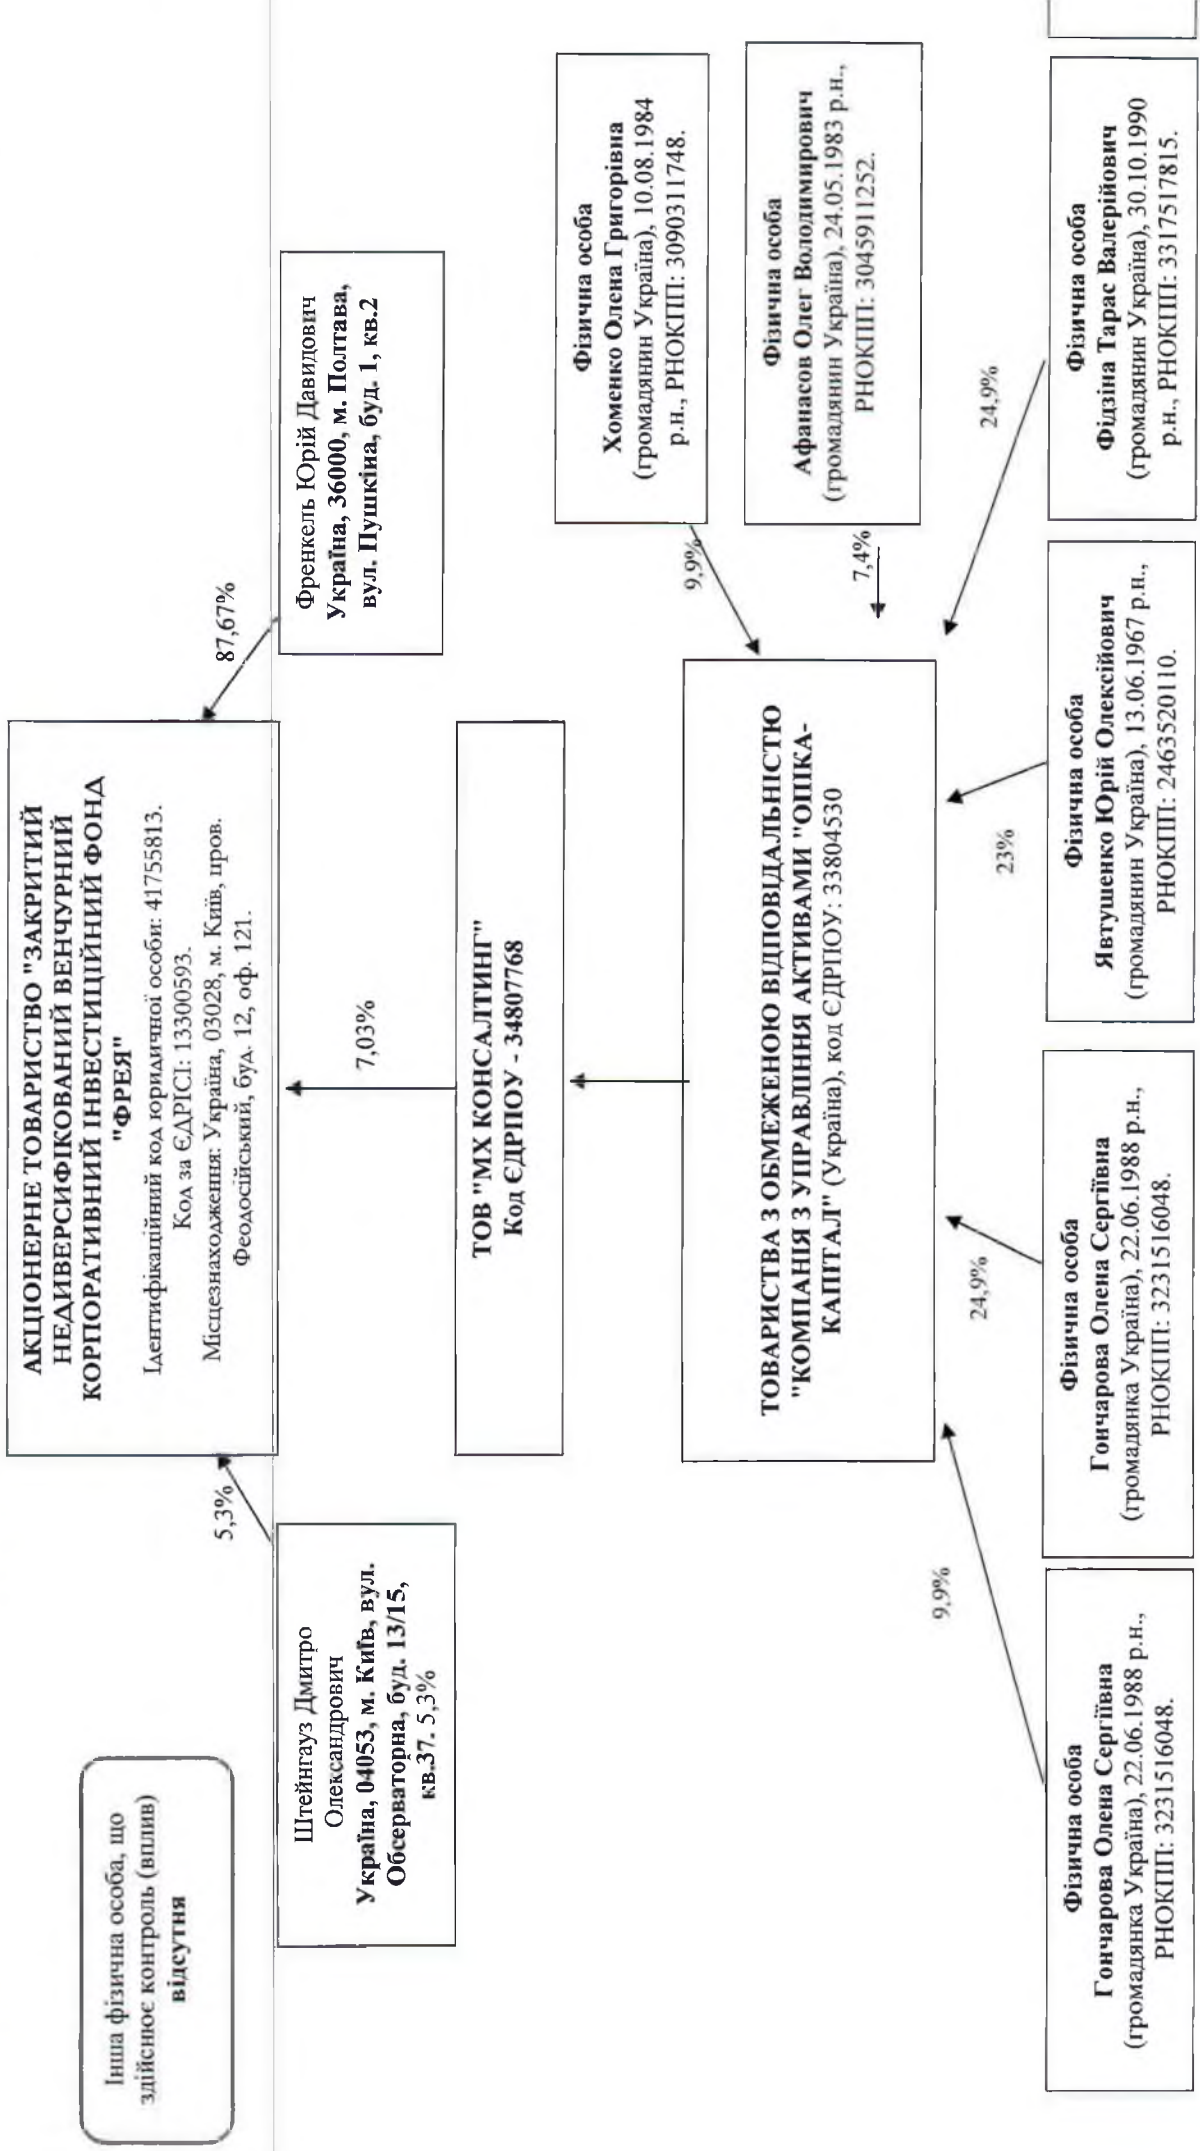 Інша фізична особа, що
здійснює контроль (вплив)
відсутня
АКЦІОНЕРНЕ ТОВАРИСТВО "ЗАКРИТИЙ
НЕДИВЕРСИФІКОВАНИЙ ВЕНЧУРНИЙ
КОРПОРАТИВНИЙ ІНВЕСТИЦІЙНИЙ ФОНД
"ФРЕЯ"
Ідентифікаційний код юридичної особи: 41755813.
Код за ЄДРІСІ: 13300593.
Місцезнаходження: Україна, 03028, м. Київ, пров.
Феодосійський, буд. 12, оф. 121.
5,3%
87,67%
Штейнгауз Дмитро
Олександрович
Україна, 04053, м. Київ, вул.
Обсерваторна, буд. 13/15,
кв.37. 5,3%
7,03%
Френкель Юрій Давидович
Україна, 36000, м. Полтава,
вул. Пушкіна, буд. 1, кв.2
ТОВ "МХ КОНСАЛТИНГ"
Код ЄДРПОУ - 34807768
Фізична особа
Хоменко Олена Григорівна
(громадянин Україна), 10.08.1984
р.н., РНОКПП: 3090311748.
9,9%
ТОВАРИСТВА З ОБМЕЖЕНОЮ ВІДПОВІДАЛЬНІСТЮ
"КОМПАНІЯ З УПРАВЛІННЯ АКТИВАМИ "ОПІКА-
КАПІТАЛ" (Україна), код ЄДРПОУ: 33804530
Фізична особа
Афанасов Олег Володимирович
(громадянин Україна), 24.05.1983 р.н.,
РНОКПП: 3045911252.
7,4%
9,9%
24,9%
23%
24,9%
Фізична особа
Гончарова Олена Сергіївна
(громадянка Україна), 22.06.1988 р.н.,
РНОКПП: 3231516048.
Фізична особа
Гончарова Олена Сергіївна
(громадянка Україна), 22.06.1988 р.н.,
РНОКПП: 3231516048.
Фізична особа
Явтушенко Юрій Олексійович
(громадянин Україна), 13.06.1967 р.н.,
РНОКПП: 2463520110.
Фізична особа
Фідзіна Тарас Валерійович
(громадянин Україна), 30.10.1990
р.н., РНОКПП: 3317517815.